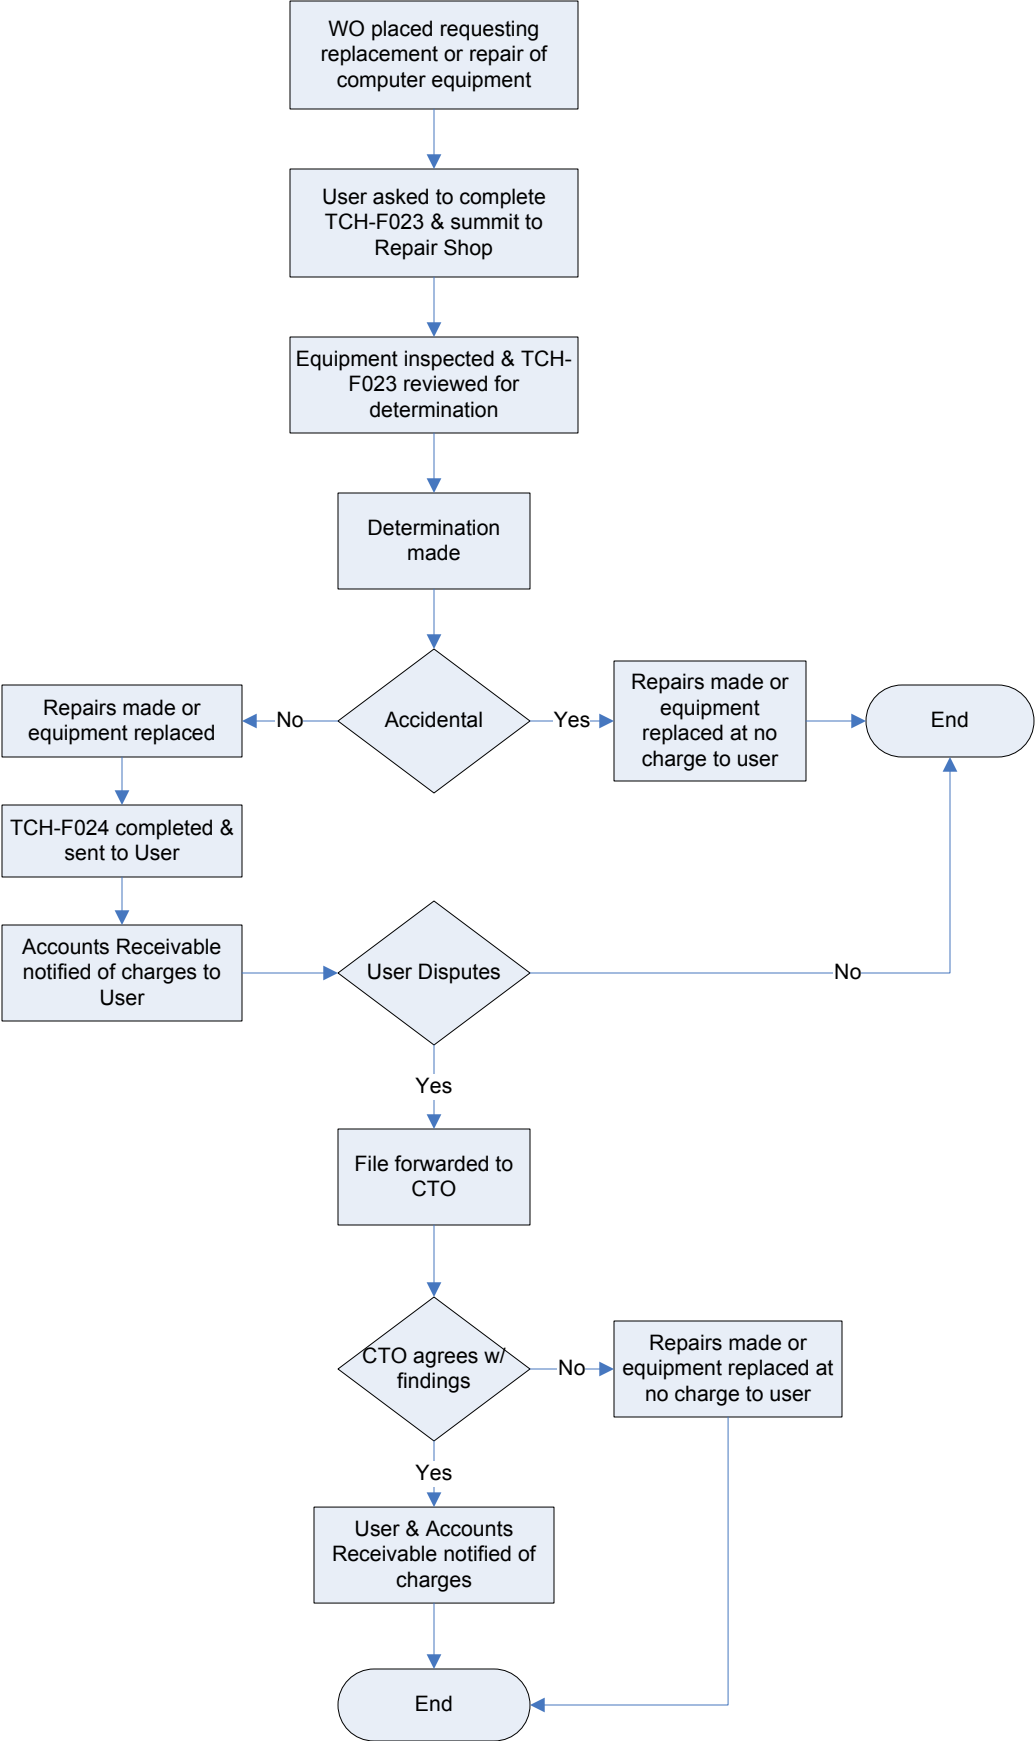 WO placed requesting
replacement or repair of
computer equipment
User asked to complete
TCH-F023 & summit to
Repair Shop
Equipment inspected & TCH-
F023 reviewed for
determination
Determination
made
Accidental
No
Yes
Repairs made or
equipment replaced
Repairs made or
equipment
replaced at no
charge to user
End
TCH-F024 completed &
sent to User
Accounts Receivable
notified of charges to
User
User Disputes
No
Yes
File forwarded to
CTO
CTO agrees w/
findings
No
Repairs made or
equipment replaced at
no charge to user
Yes
User & Accounts
Receivable notified of
charges
End